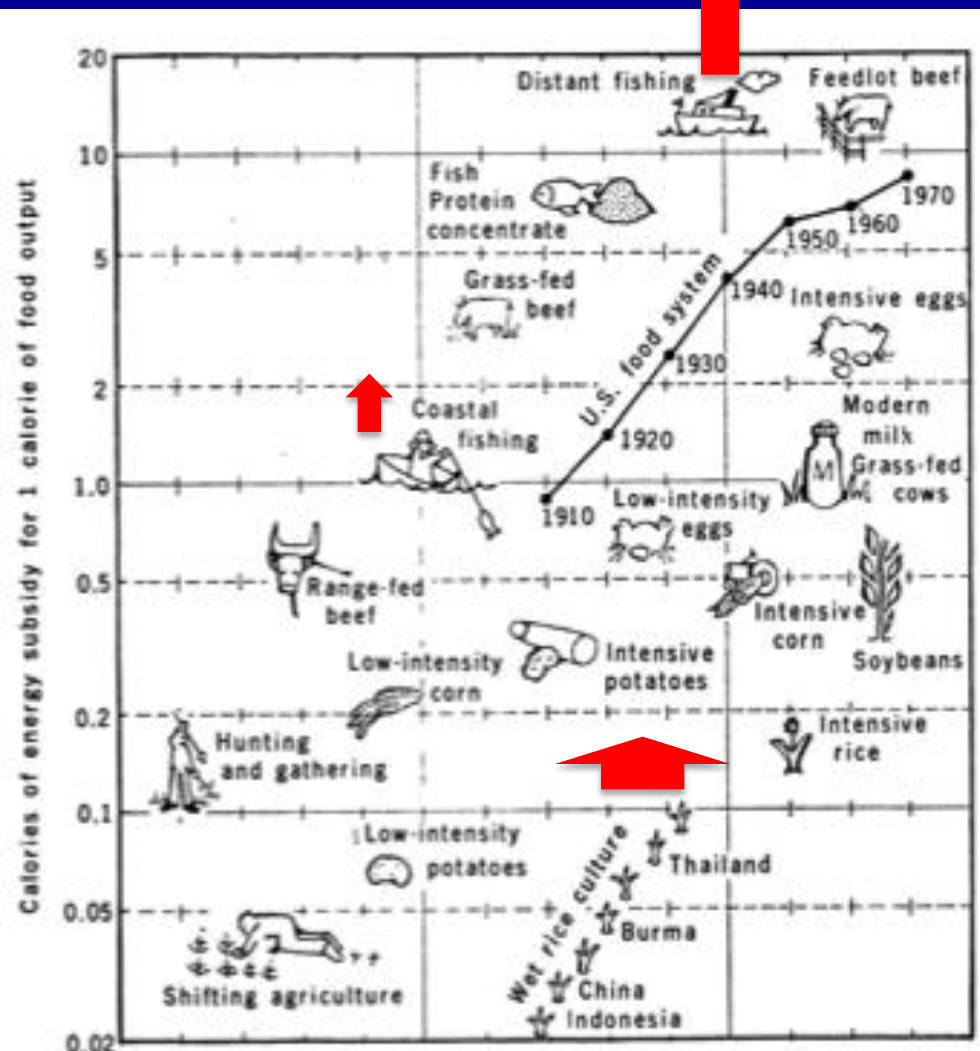 20
Distant fishing
Feedlot beef
10
Fish
Protein
concentrate
1970
1960
1950
5
Grass-fed
beef
1940
Intensive eggs
U.S. food system
1930
2
Coastal
fishing
Modern
milk
Grass-fed
cows
M
1920
1.0
1910
Low-intensity
eggs
0.5
Range-fed
beef
Intensive
corn
Soybeans
Low-intensity
corn
Intensive
potatoes
0.2
Hunting
and gathering
Intensive
rice
0.1
Low-intensity
potatoes
Thailand
0.05
Wet rice culture
Burma
Shifting agriculture
China
Indonesia
0.02
Calories of energy subsidy for 1 calorie of food output